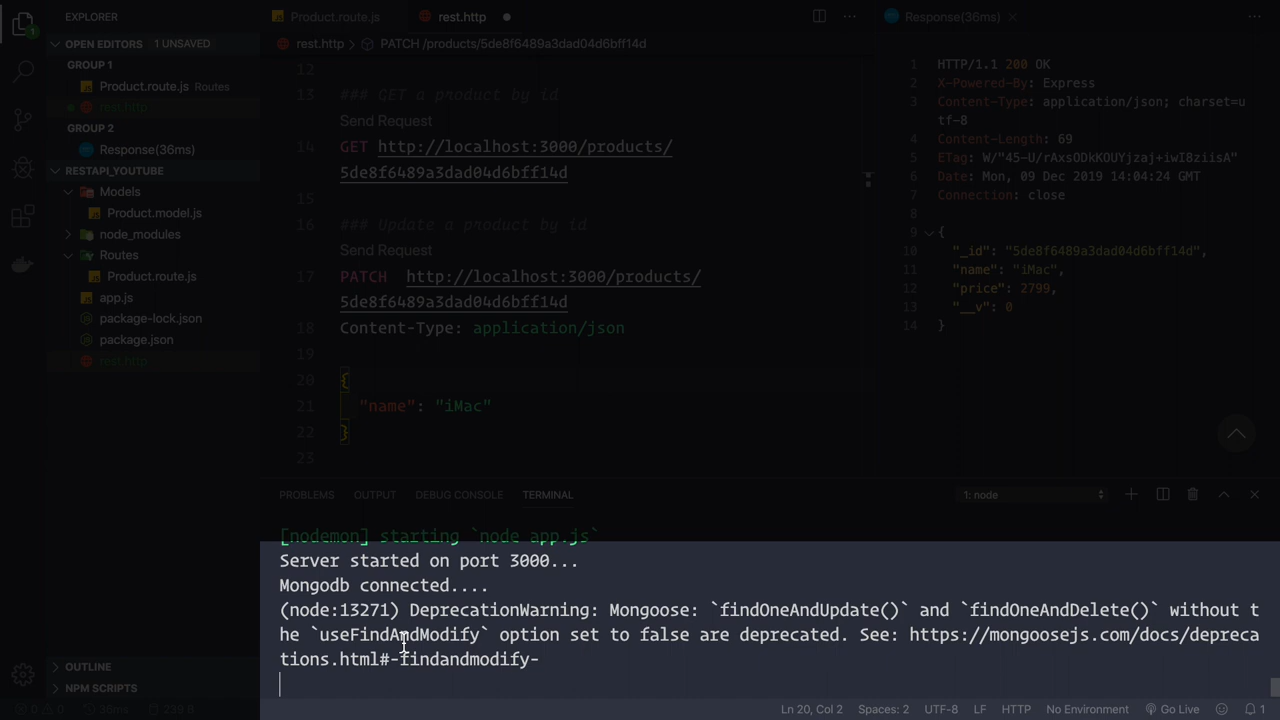 EXPLORER
OPEN EDITORS 1 UNSAVED
GROUP 1
Product.route.js Routes
rest.http
GROUP 2
Response(36ms)
RESTAPI_YOUTUBE
Models
Product.model.js
node_modules
Routes
Product.route.js
app.js
package-lock.json
package.json
rest.http
OUTLINE
NPM SCRIPTS
Product.route.js
rest.http
rest.http › PATCH /products/5de8f6489a3dad04d6bff14d
12
13 ### GET a product by id
Send Request
14 GET http://localhost:3000/products/
5de8f6489a3dad04d6bff14d
15
16 ### Update a product by id
Send Request
17 PATCH http://localhost:3000/products/
5de8f6489a3dad04d6bff14d
18 Content-Type: application/json
19
20 {
21 "name": "iMac"
22 }
23
Response(36ms)
1 HTTP/1.1 200 OK
2 X-Powered-By: Express
3 Content-Type: application/json; charset=u
tf-8
4 Content-Length: 69
5 ETag: W/"45-U/rAxsODkKOUYjzaj+iwI8ziisA"
6 Date: Mon, 09 Dec 2019 14:04:24 GMT
7 Connection: close
8
9 {
10 "_id": "5de8f6489a3dad04d6bff14d",
11 "name": "iMac",
12 "price": 2799,
13 "__v": 0
14 }
PROBLEMS OUTPUT DEBUG CONSOLE TERMINAL 1: node
[nodemon] starting `node app.js`
Server started on port 3000...
Mongodb connected....
(node:13271) DeprecationWarning: Mongoose: `findOneAndUpdate()` and `findOneAndDelete()` without t
he `useFindAndModify` option set to false are deprecated. See: https://mongoosejs.com/docs/depreca
tions.html#-findandmodify-
0 0 36ms 239 B Ln 20, Col 2 Spaces: 2 UTF-8 LF HTTP No Environment Go Live 1